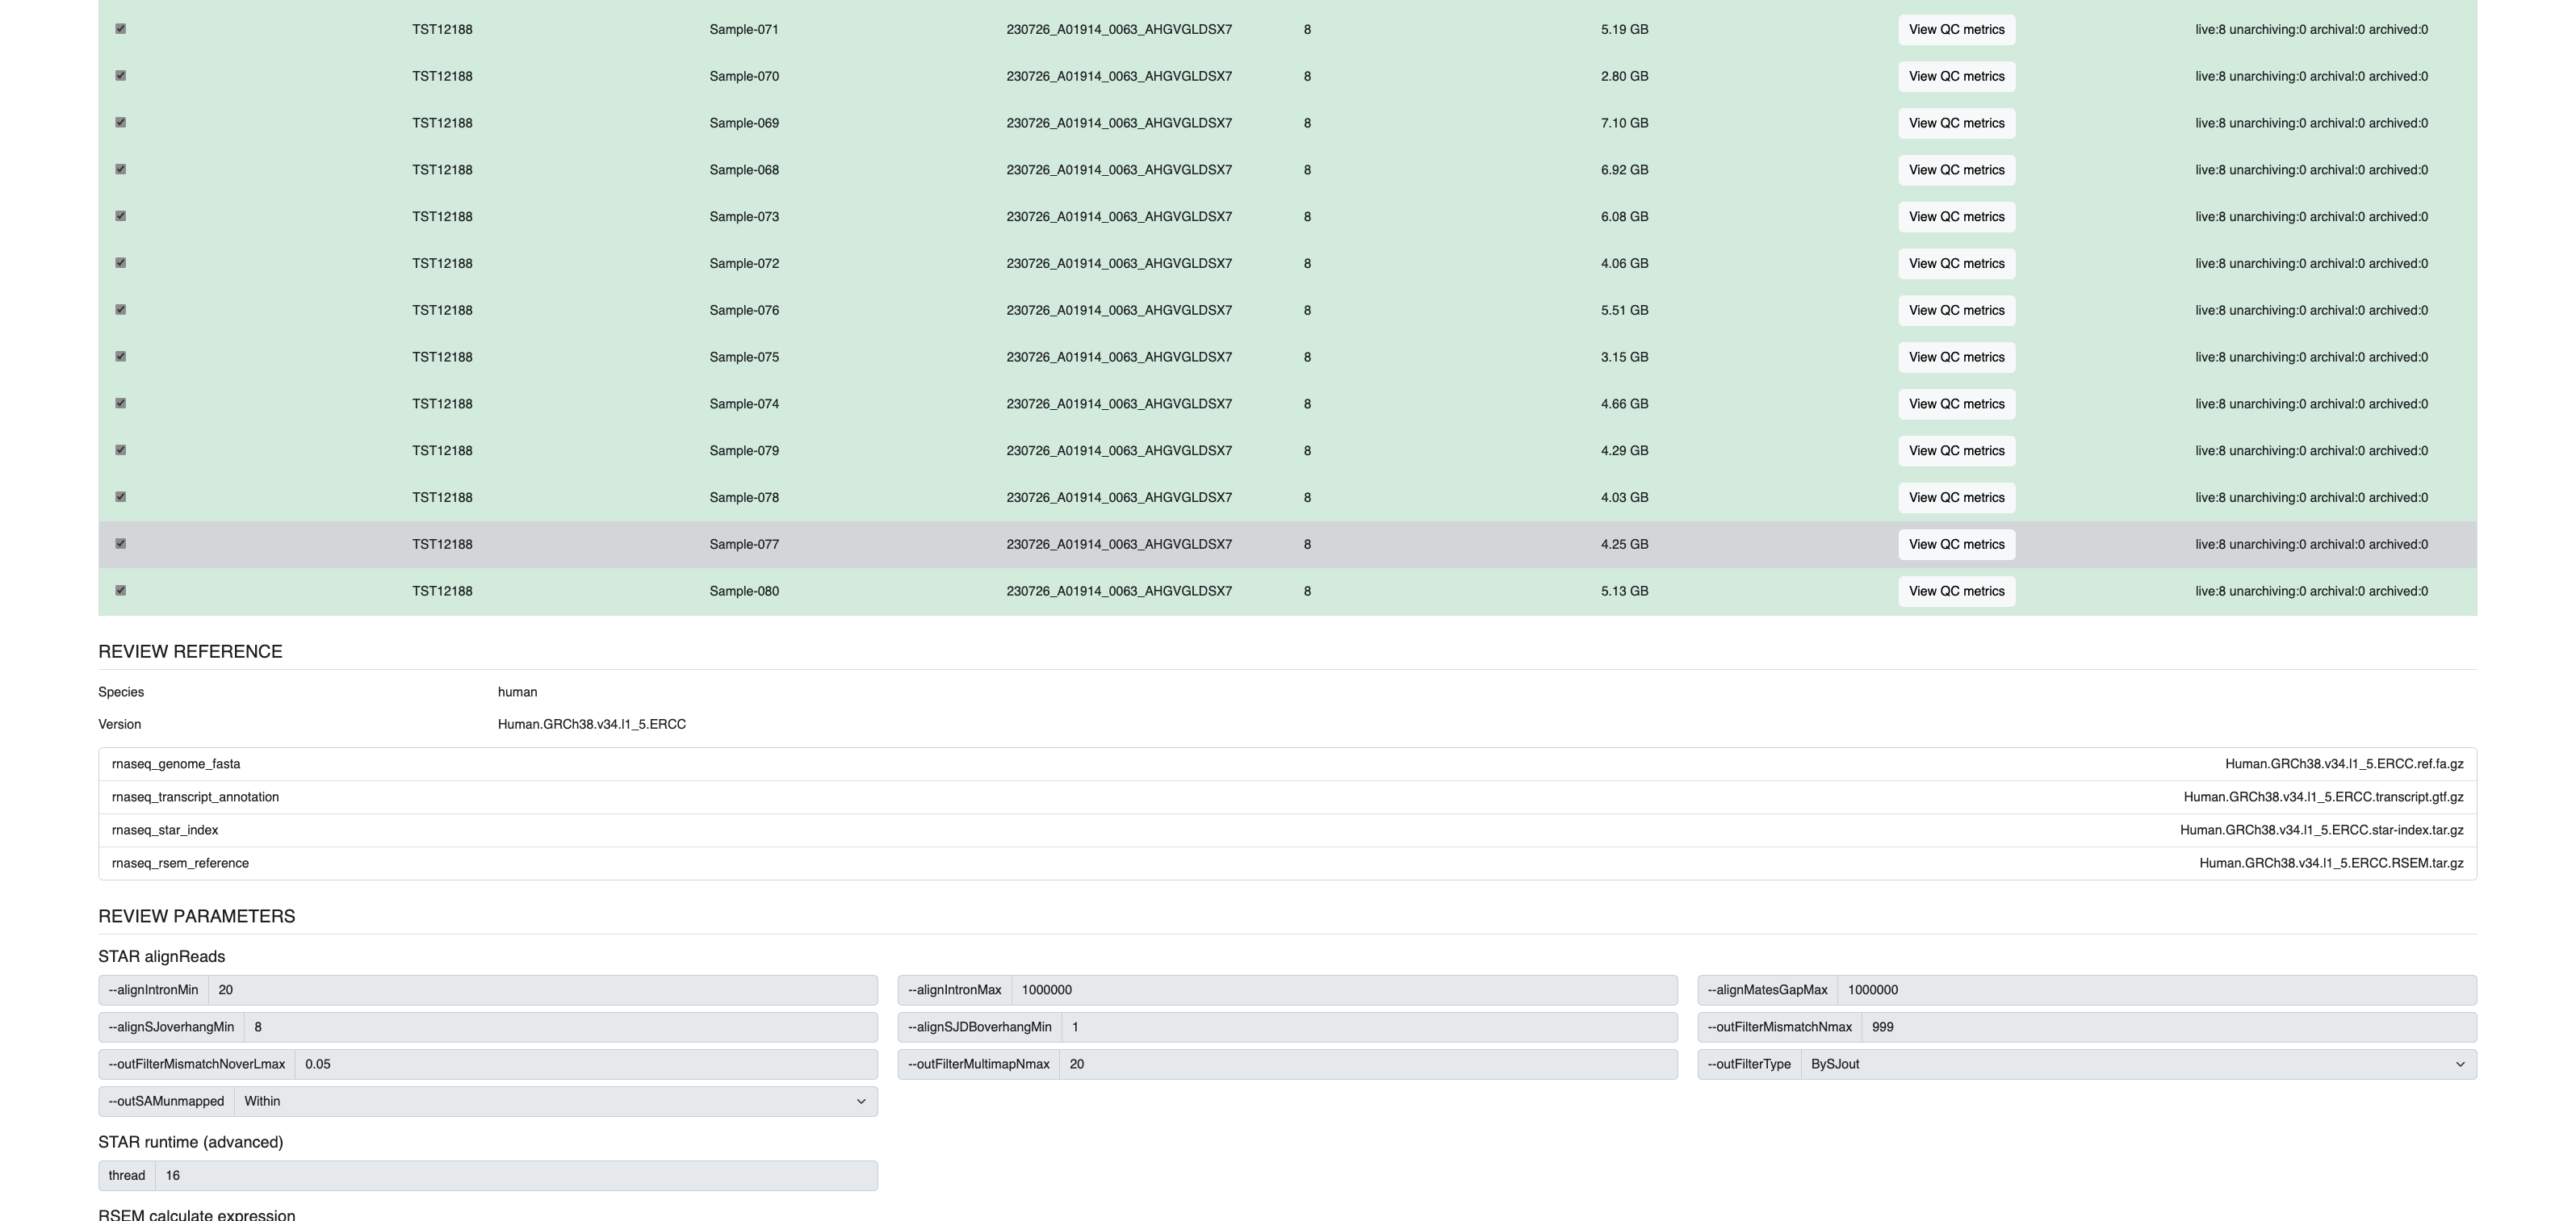 TST12188 Sample-071 230726_A01914_0063_AHGVGLDSX7 8 5.19 GB View QC metrics live:8 unarchiving:0 archival:0 archived:0
TST12188 Sample-070 230726_A01914_0063_AHGVGLDSX7 8 2.80 GB View QC metrics live:8 unarchiving:0 archival:0 archived:0
TST12188 Sample-069 230726_A01914_0063_AHGVGLDSX7 8 7.10 GB View QC metrics live:8 unarchiving:0 archival:0 archived:0
TST12188 Sample-068 230726_A01914_0063_AHGVGLDSX7 8 6.92 GB View QC metrics live:8 unarchiving:0 archival:0 archived:0
TST12188 Sample-073 230726_A01914_0063_AHGVGLDSX7 8 6.08 GB View QC metrics live:8 unarchiving:0 archival:0 archived:0
TST12188 Sample-072 230726_A01914_0063_AHGVGLDSX7 8 4.06 GB View QC metrics live:8 unarchiving:0 archival:0 archived:0
TST12188 Sample-076 230726_A01914_0063_AHGVGLDSX7 8 5.51 GB View QC metrics live:8 unarchiving:0 archival:0 archived:0
TST12188 Sample-075 230726_A01914_0063_AHGVGLDSX7 8 3.15 GB View QC metrics live:8 unarchiving:0 archival:0 archived:0
TST12188 Sample-074 230726_A01914_0063_AHGVGLDSX7 8 4.66 GB View QC metrics live:8 unarchiving:0 archival:0 archived:0
TST12188 Sample-079 230726_A01914_0063_AHGVGLDSX7 8 4.29 GB View QC metrics live:8 unarchiving:0 archival:0 archived:0
TST12188 Sample-078 230726_A01914_0063_AHGVGLDSX7 8 4.03 GB View QC metrics live:8 unarchiving:0 archival:0 archived:0
TST12188 Sample-077 230726_A01914_0063_AHGVGLDSX7 8 4.25 GB View QC metrics live:8 unarchiving:0 archival:0 archived:0
TST12188 Sample-080 230726_A01914_0063_AHGVGLDSX7 8 5.13 GB View QC metrics live:8 unarchiving:0 archival:0 archived:0
REVIEW REFERENCE
Species human
Version Human.GRCh38.v34.l1_5.ERCC
rnaseq_genome_fasta Human.GRCh38.v34.l1_5.ERCC.ref.fa.gz
rnaseq_transcript_annotation Human.GRCh38.v34.l1_5.ERCC.transcript.gtf.gz
rnaseq_star_index Human.GRCh38.v34.l1_5.ERCC.star-index.tar.gz
rnaseq_rsem_reference Human.GRCh38.v34.l1_5.ERCC.RSEM.tar.gz
REVIEW PARAMETERS
STAR alignReads
--alignIntronMin 20 --alignIntronMax 1000000 --alignMatesGapMax 1000000
--alignSJoverhangMin 8 --alignSJDBoverhangMin 1 --outFilterMismatchNmax 999
--outFilterMismatchNoverLmax 0.05 --outFilterMultimapNmax 20 --outFilterType BySJout
--outSAMunmapped Within
STAR runtime (advanced)
thread 16
RSEM calculate expression